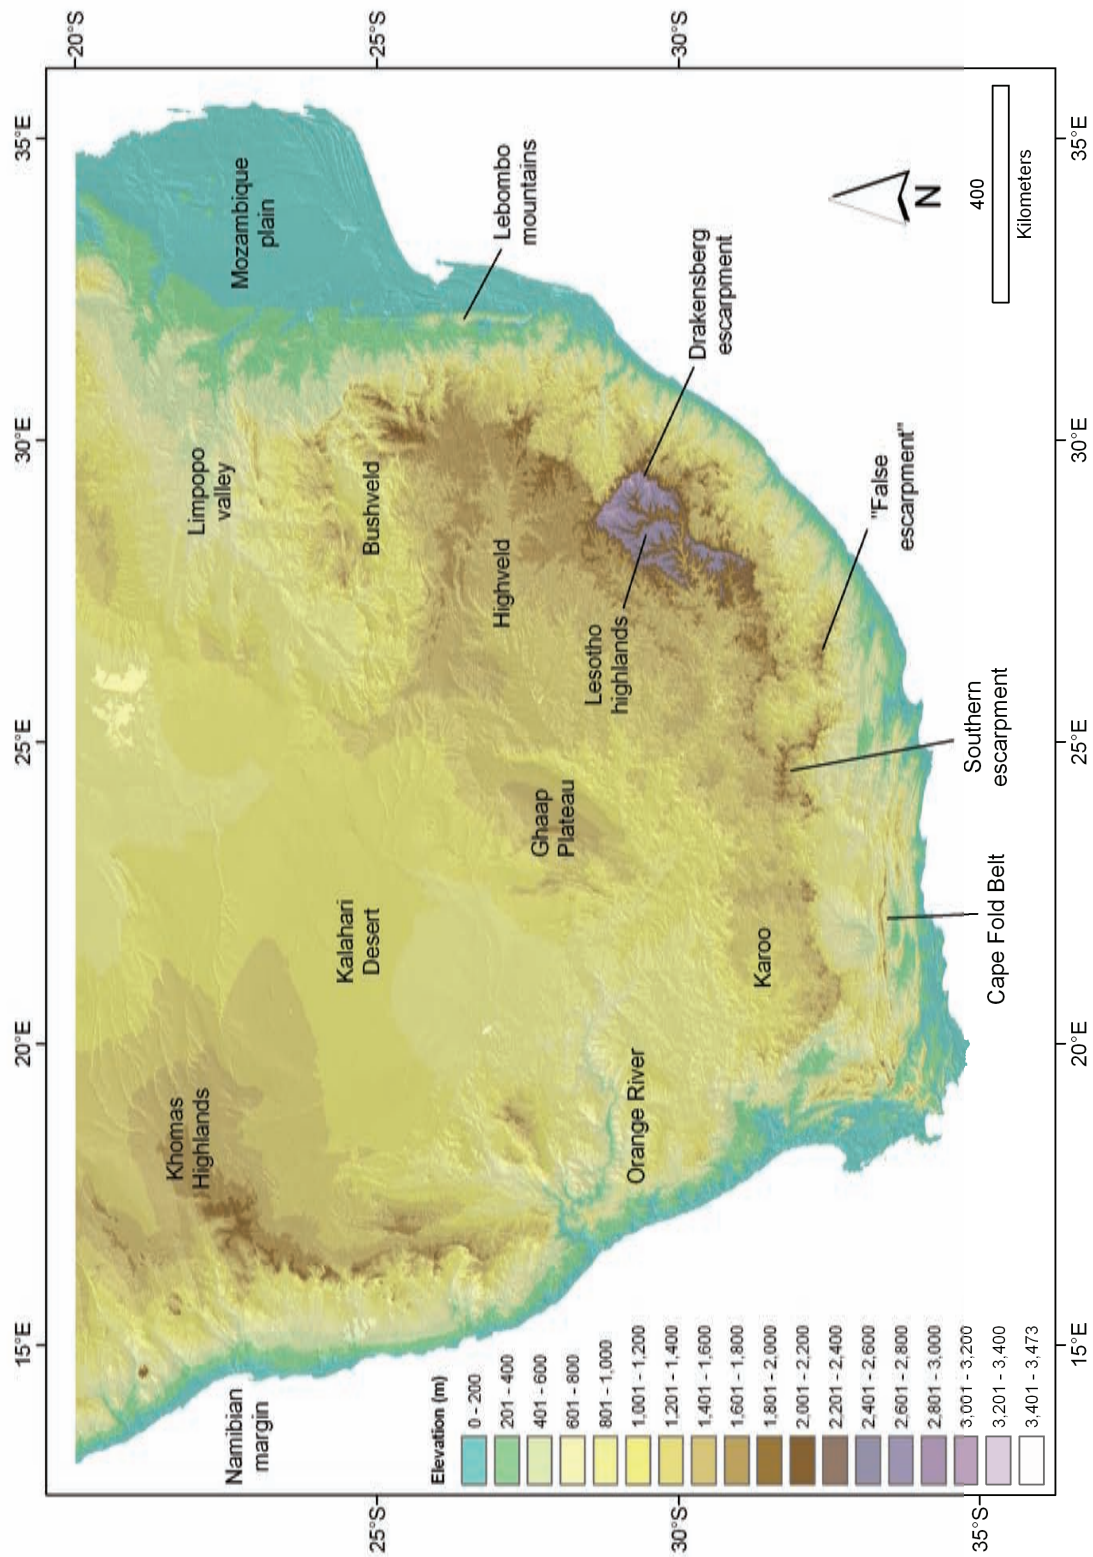 15°E
20°E
25°E
30°E
35°E
20°S
25°S
30°S
25°S
30°S
35°S
15°E
20°E
25°E
30°E
35°E
Namibian
margin
Khomas
Highlands
Kalahari
Desert
Limpopo
valley
Mozambique
plain
Bushveld
Lebombo
mountains
Highveld
Ghaap
Plateau
Lesotho
highlands
Drakensberg
escarpment
Orange River
Karoo
"False
escarpment"
Southern
escarpment
Cape Fold Belt
Elevation (m)
0 - 200
201 - 400
401 - 600
601 - 800
801 - 1,000
1,001 - 1,200
1,201 - 1,400
1,401 - 1,600
1,601 - 1,800
1,801 - 2,000
2,001 - 2,200
2,201 - 2,400
2,401 - 2,600
2,601 - 2,800
2,801 - 3,000
3,001 - 3,200
3,201 - 3,400
3,401 - 3,473
N
400
Kilometers